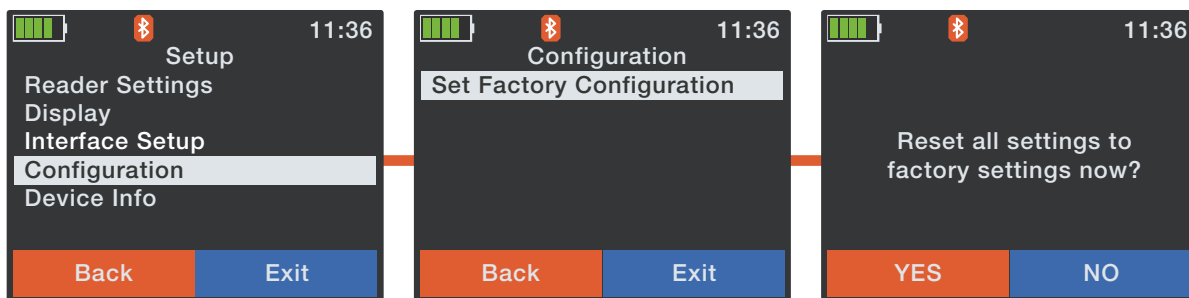 11:36
Setup
Reader Settings
Display
Interface Setup
Configuration
Device Info
Back Exit
11:36
Configuration
Set Factory Configuration
Back Exit
11:36
Reset all settings to
factory settings now?
YES NO